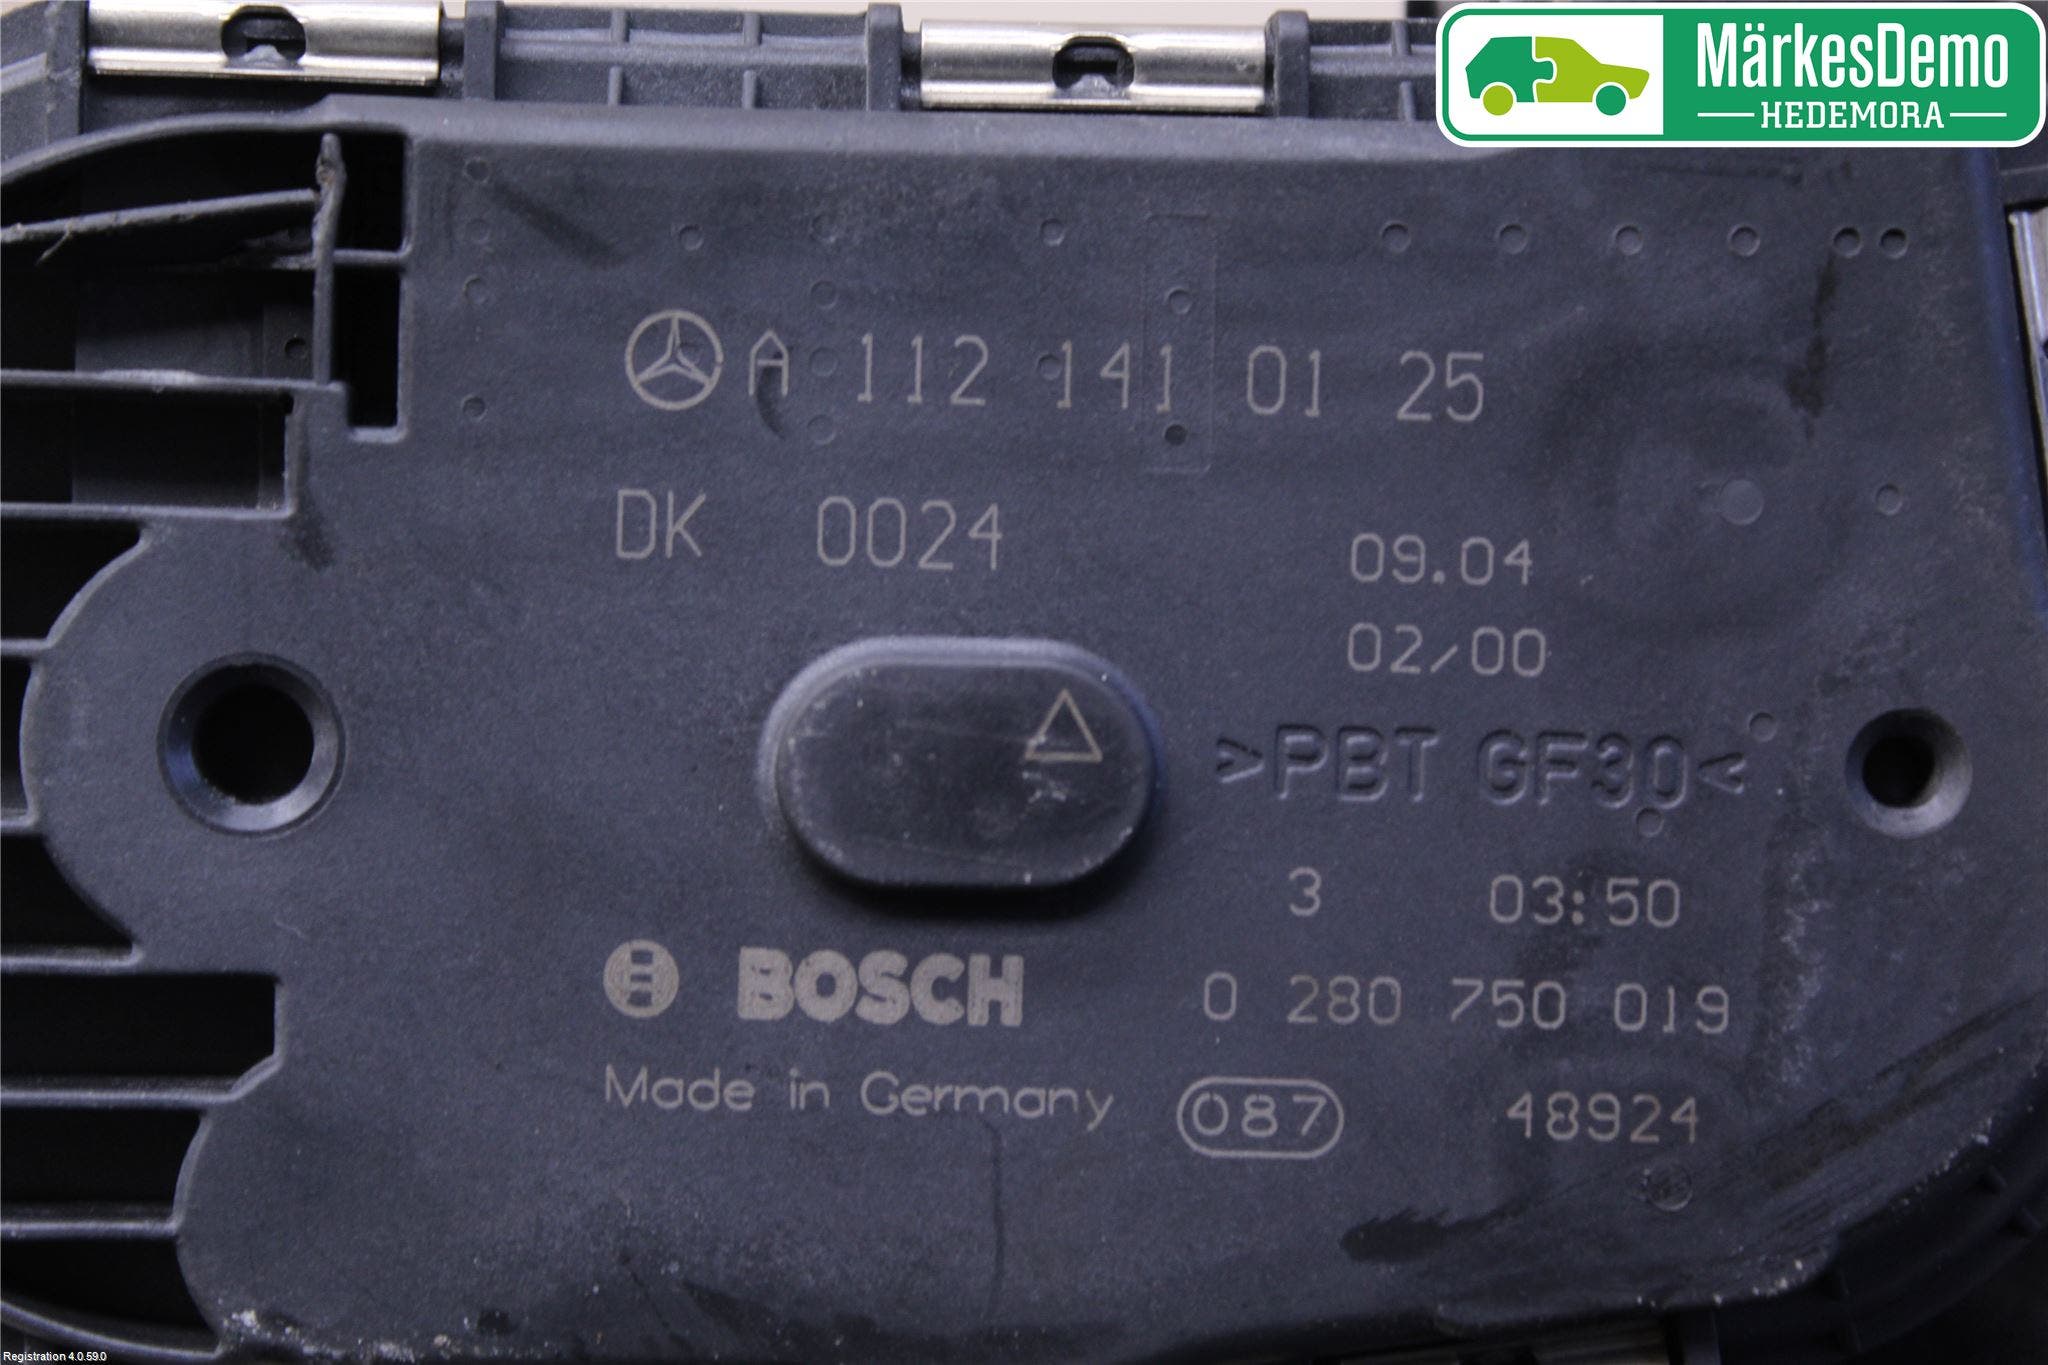 MärkesDemo
HEDEMORA
A 112 141 01 25
DK 0024
09.04
02/00
>PBT GF30<
3 03:50
BOSCH
0 280 750 019
Made in Germany
087
48924
Registration 4.0.59.0